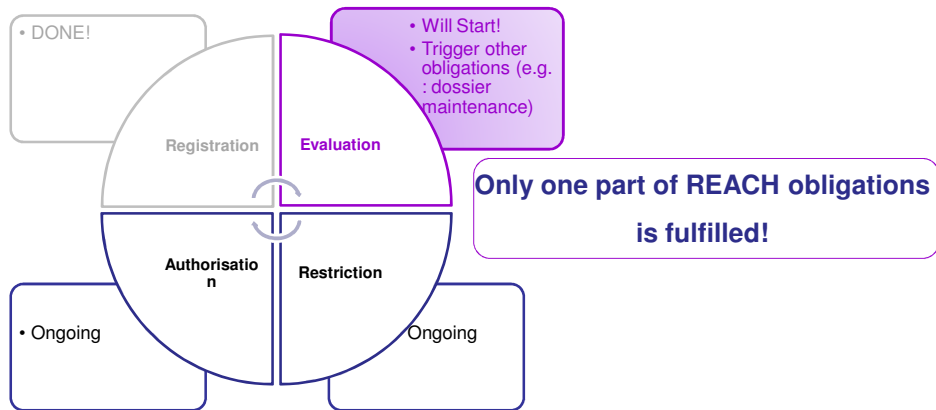 • DONE!
• Will Start!
• Trigger other
obligations (e.g.
: dossier
maintenance)
Registration
Evaluation
Only one part of REACH obligations
is fulfilled!
Authorisatio
n
Restriction
• Ongoing
Ongoing